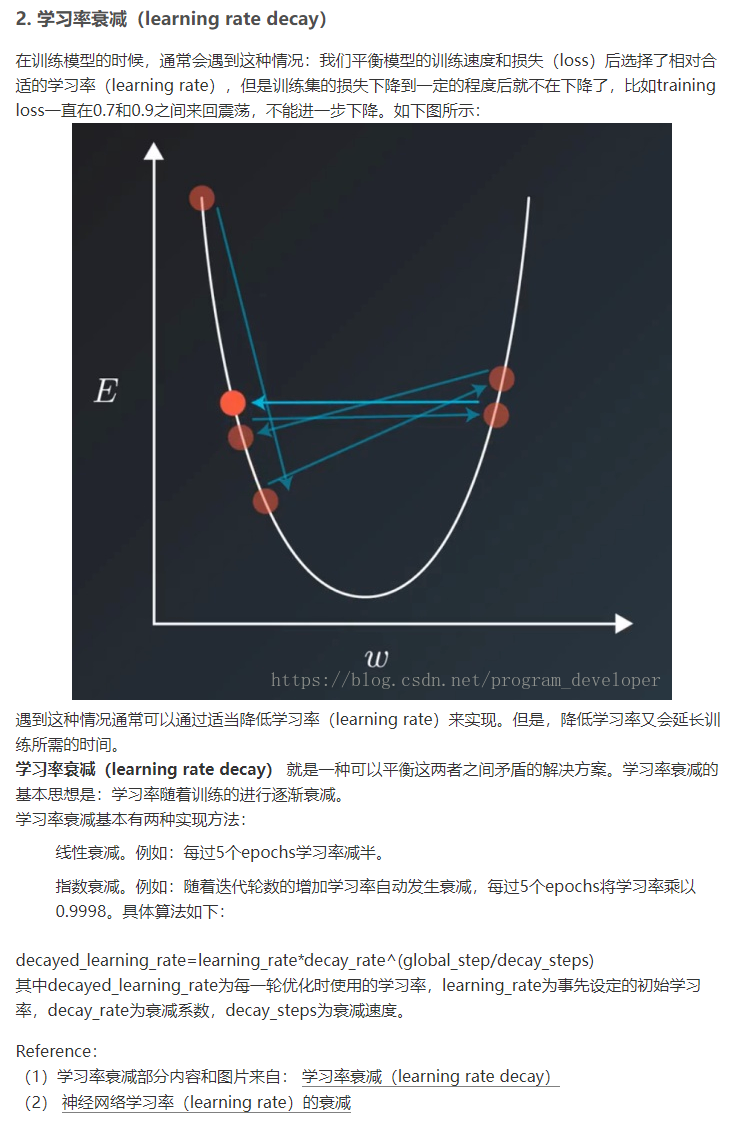 2. 学习率衰减（learning rate decay）
在训练模型的时候，通常会遇到这种情况：我们平衡模型的训练速度和损失（loss）后选择了相对合
适的学习率（learning rate），但是训练集的损失下降到一定的程度后就不在下降了，比如training
loss一直在0.7和0.9之间来回震荡，不能进一步下降。如下图所示：
E
w
https://blog.csdn.net/program_developer
遇到这种情况通常可以通过适当降低学习率（learning rate）来实现。但是，降低学习率又会延长训
练所需的时间。
学习率衰减（learning rate decay） 就是一种可以平衡这两者之间矛盾的解决方案。学习率衰减的
基本思想是：学习率随着训练的进行逐渐衰减。
学习率衰减基本有两种实现方法：
线性衰减。例如：每过5个epochs学习率减半。
指数衰减。例如：随着迭代轮数的增加学习率自动发生衰减，每过5个epochs将学习率乘以
0.9998。具体算法如下：
decayed_learning_rate=learning_rate*decay_rate^(global_step/decay_steps)
其中decayed_learning_rate为每一轮优化时使用的学习率，learning_rate为事先设定的初始学习
率，decay_rate为衰减系数，decay_steps为衰减速度。
Reference：
（1）学习率衰减部分内容和图片来自： 学习率衰减（learning rate decay）
（2） 神经网络学习率（learning rate）的衰减